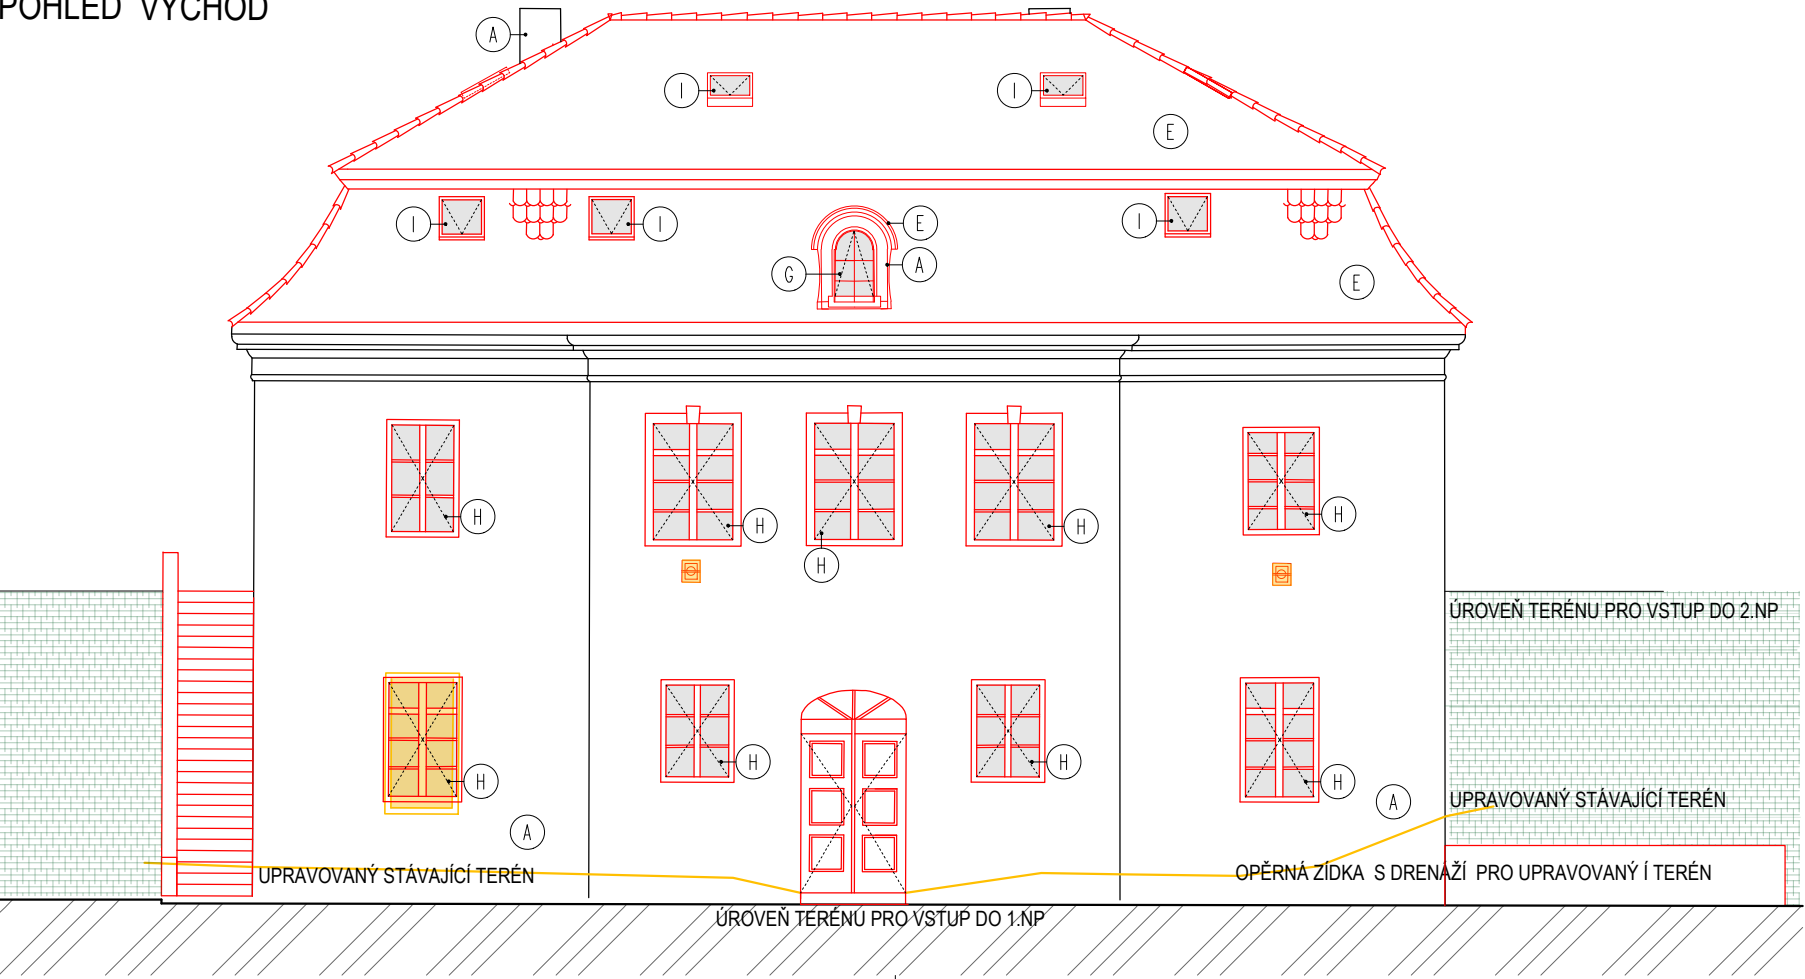 POHLED VÝCHOD
A
I
I
E
I
I
I
E
A
G
E
H
H
H
H
H
ÚROVEŇ TERÉNU PRO VSTUP DO 2.NP
H
H
H
H
A
A
UPRAVOVANÝ STÁVAJÍCÍ TERÉN
UPRAVOVANÝ STÁVAJÍCÍ TERÉN
OPĚRNÁ ZÍDKA S DRENÁŽÍ PRO UPRAVOVANÝ Í TERÉN
ÚROVEŇ TERÉNU PRO VSTUP DO 1.NP